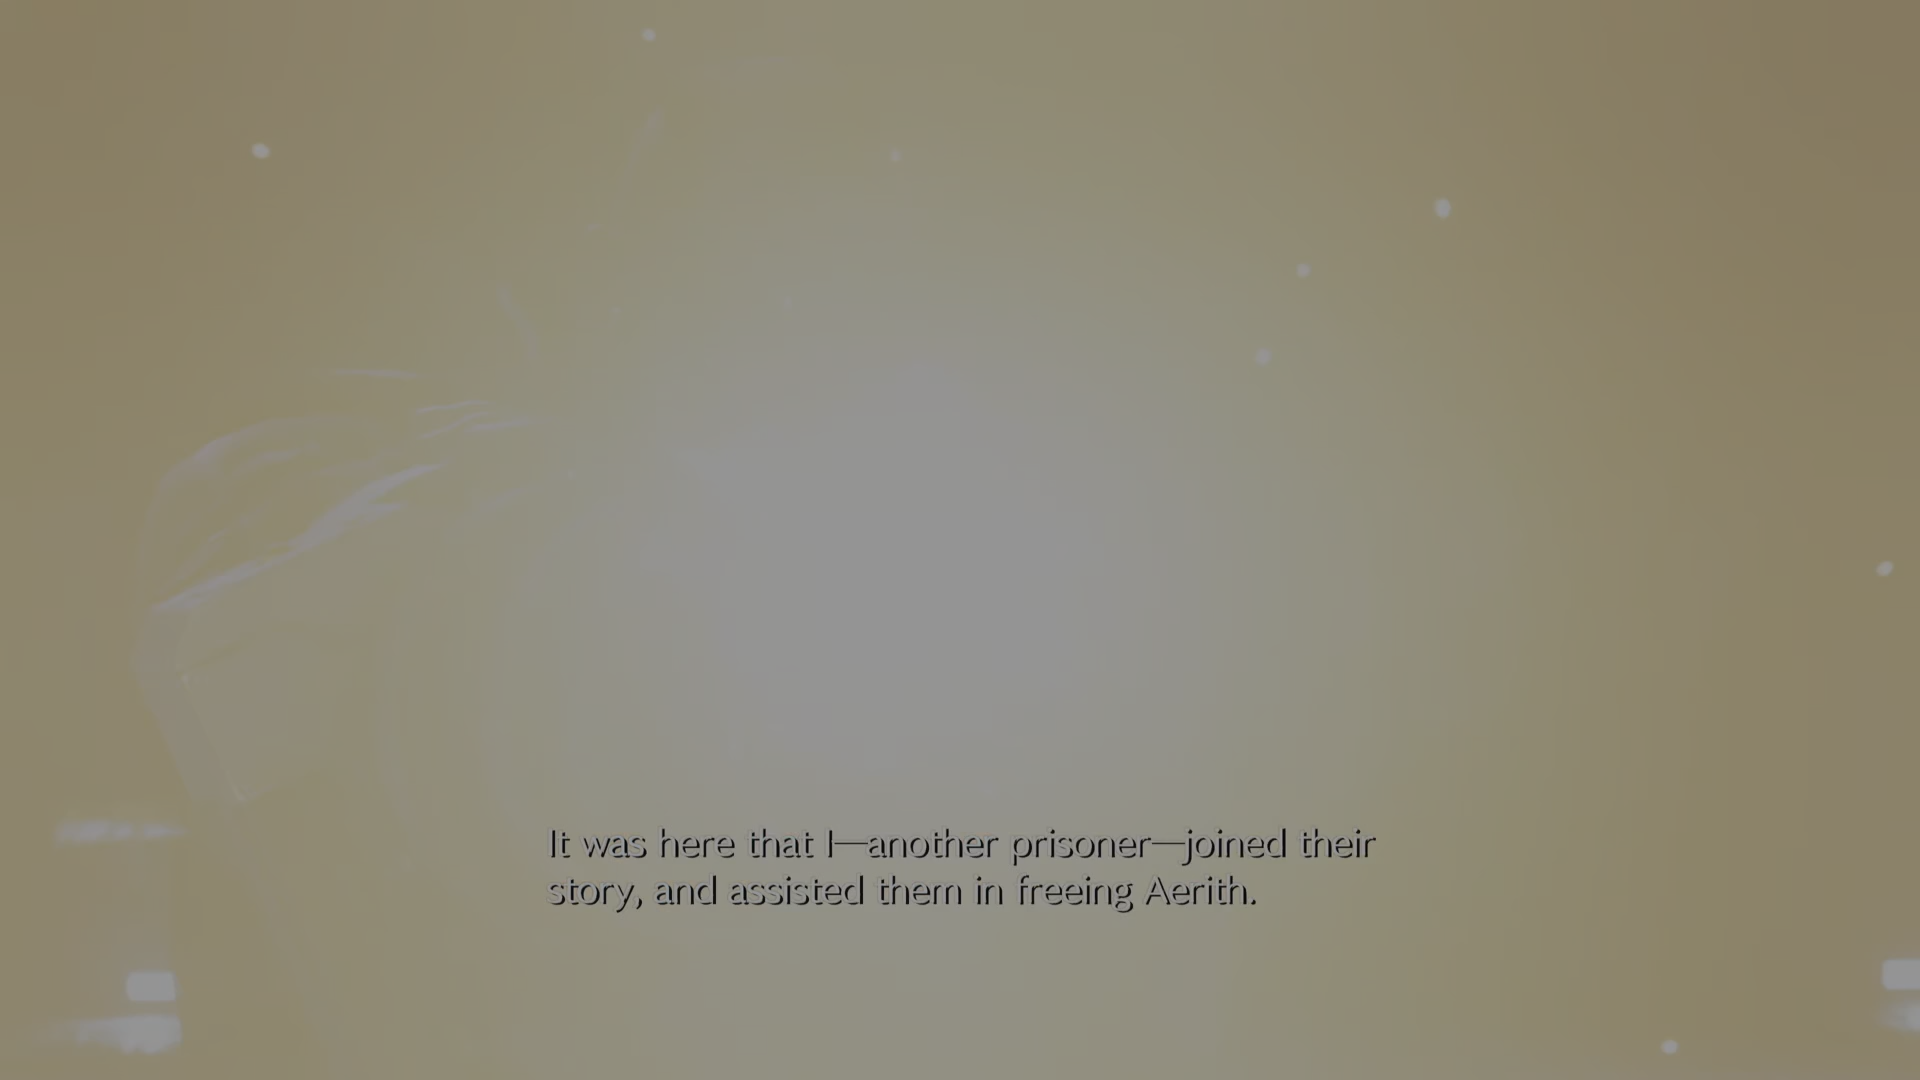 It was here that I—another prisoner—joined their
story, and assisted them in freeing Aerith.